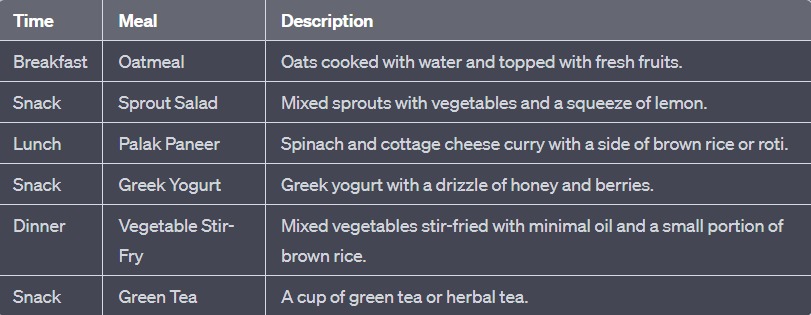 Time Meal Description
Breakfast Oatmeal Oats cooked with water and topped with fresh fruits.
Snack Sprout Salad Mixed sprouts with vegetables and a squeeze of lemon.
Lunch Palak Paneer Spinach and cottage cheese curry with a side of brown rice or roti.
Snack Greek Yogurt Greek yogurt with a drizzle of honey and berries.
Dinner Vegetable Stir- Mixed vegetables stir-fried with minimal oil and a small portion of
Fry brown rice.
Snack Green Tea A cup of green tea or herbal tea.